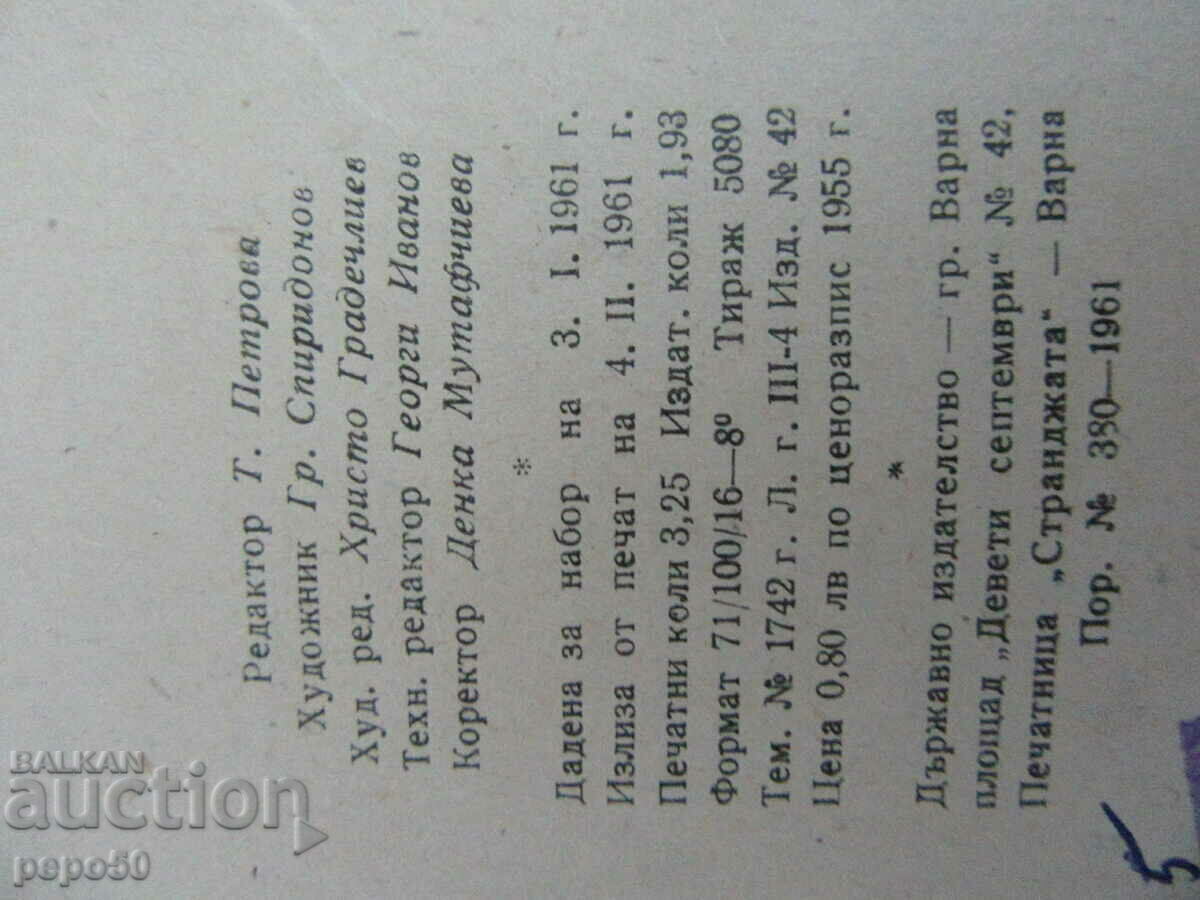 Редактор Т. Петрова
Художник Гр. Спиридонов
Худ. ред. Христо Градечлиев
Техн. редактор Георги Иванов
Коректор Денка Мутафчиева
*
Дадена за набор на 3. I. 1961 г.
Излиза от печат на 4. II. 1961 г.
Печатни коли 3,25 Издат. коли 1,93
Формат 71/100/16—8⁰ Тираж 5080
Тем. № 1742 г. Л. г. III-4 Изд. № 42
Цена 0,80 лв по ценоразпис 1955 г.
*
Държавно издателство — гр. Варна
площад „Девети септември“ № 42,
Печатница „Странджата“ — Варна
Пор. № 380—1961
5
BALKAN
auction
pepo50